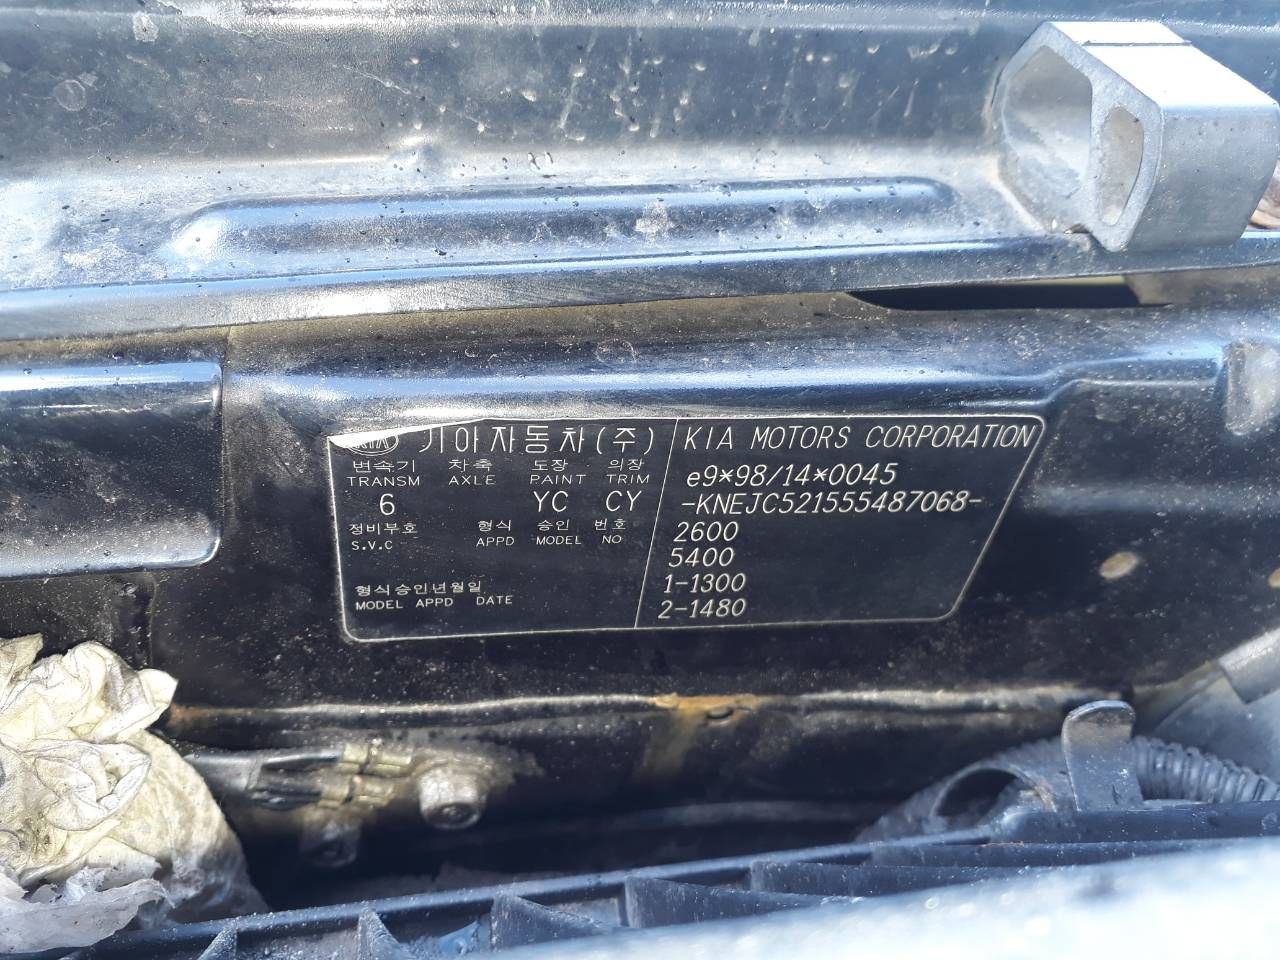 KIA 기아자동차(주) KIA MOTORS CORPORATION
변속기 차축 도장 의장
TRANSM AXLE PAINT TRIM
6 YC CY
정비부호 형식 승인 번호
S.V.C APPD MODEL NO
형식승인년월일
MODEL APPD DATE
e9*98/14*0045
-KNEJC521555487068-
2600
5400
1-1300
2-1480